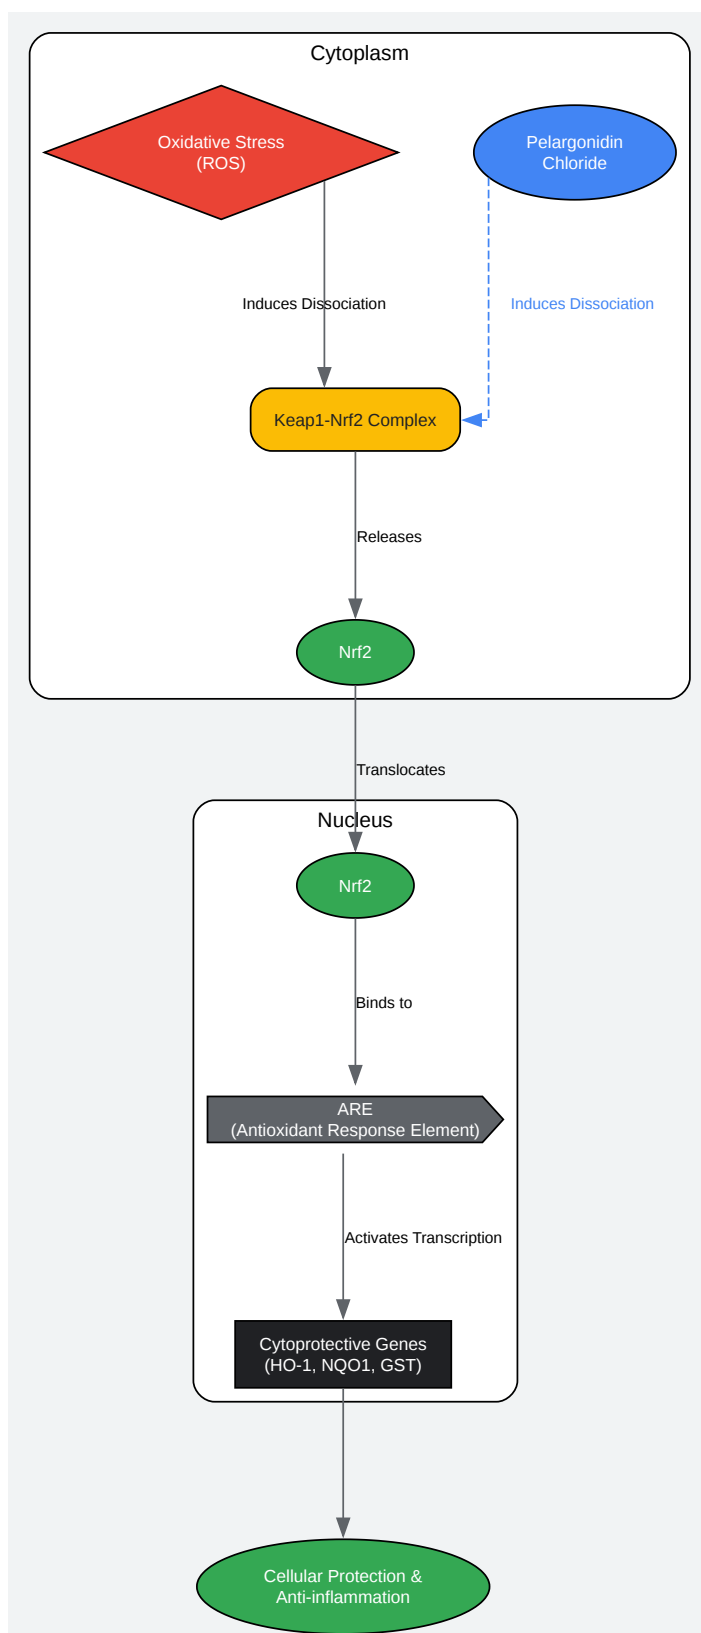 Cytoplasm
Oxidative Stress
(ROS)
Pelargonidin
Chloride
Induces Dissociation
Induces Dissociation
Keap1-Nrf2 Complex
Releases
Nrf2
Translocates
Nucleus
Nrf2
Binds to
ARE
(Antioxidant Response Element)
Activates Transcription
Cytoprotective Genes
(HO-1, NQO1, GST)
Cellular Protection &
Anti-inflammation